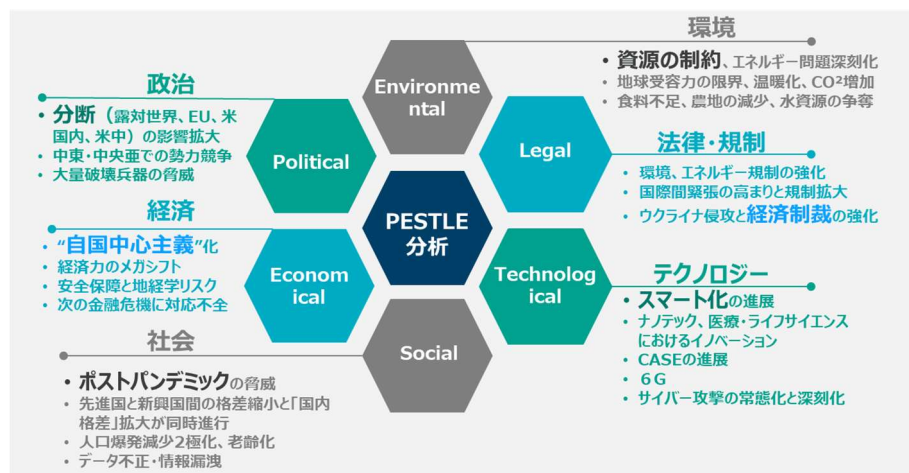 環境
• 資源の制約、エネルギー問題深刻化
• 地球受容力の限界、温暖化、CO²増加
• 食料不足、農地の減少、水資源の争奪
政治
• 分断（露対世界、EU、米
国内、米中）の影響拡大
• 中東・中央亜での勢力競争
• 大量破壊兵器の脅威
Environme
ntal
Political
Legal
法律・規制
• 環境、エネルギー規制の強化
• 国際間緊張の高まりと規制拡大
• ウクライナ侵攻と経済制裁の強化
PESTLE
分析
経済
• “自国中心主義”化
• 経済力のメガシフト
• 安全保障と地経学リスク
• 次の金融危機に対応不全
Econom
ical
Technolog
ical
テクノロジー
• スマート化の進展
• ナノテック、医療・ライフサイエンス
におけるイノベーション
• CASEの進展
• ６G
• サイバー攻撃の常態化と深刻化
社会
Social
• ポストパンデミックの脅威
• 先進国と新興国間の格差縮小と｢国内
格差｣拡大が同時進行
• 人口爆発減少2極化、老齢化
• データ不正・情報漏洩